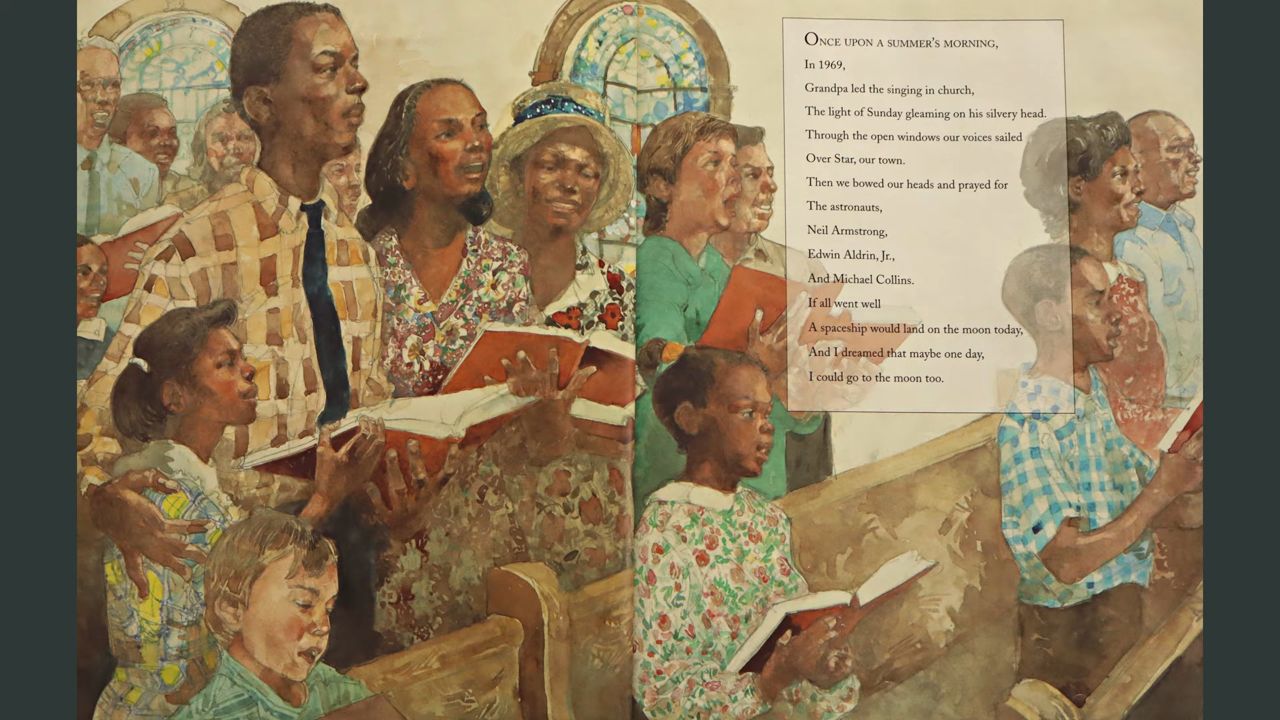 ONCE UPON A SUMMER'S MORNING,
In 1969,
Grandpa led the singing in church,
The light of Sunday gleaming on his silvery head.
Through the open windows our voices sailed
Over Star, our town.
Then we bowed our heads and prayed for
The astronauts,
Neil Armstrong,
Edwin Aldrin, Jr.,
And Michael Collins.
If all went well
A spaceship would land on the moon today,
And I dreamed that maybe one day,
I could go to the moon too.